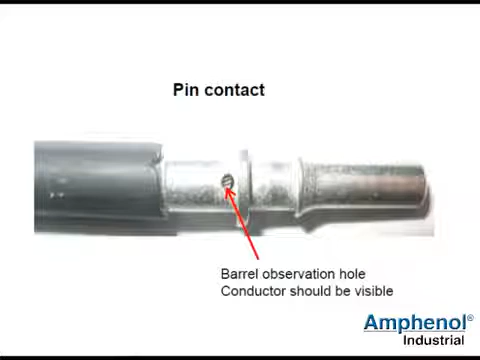 Pin contact
Barrel observation hole
Conductor should be visible
Amphenol®
Industrial